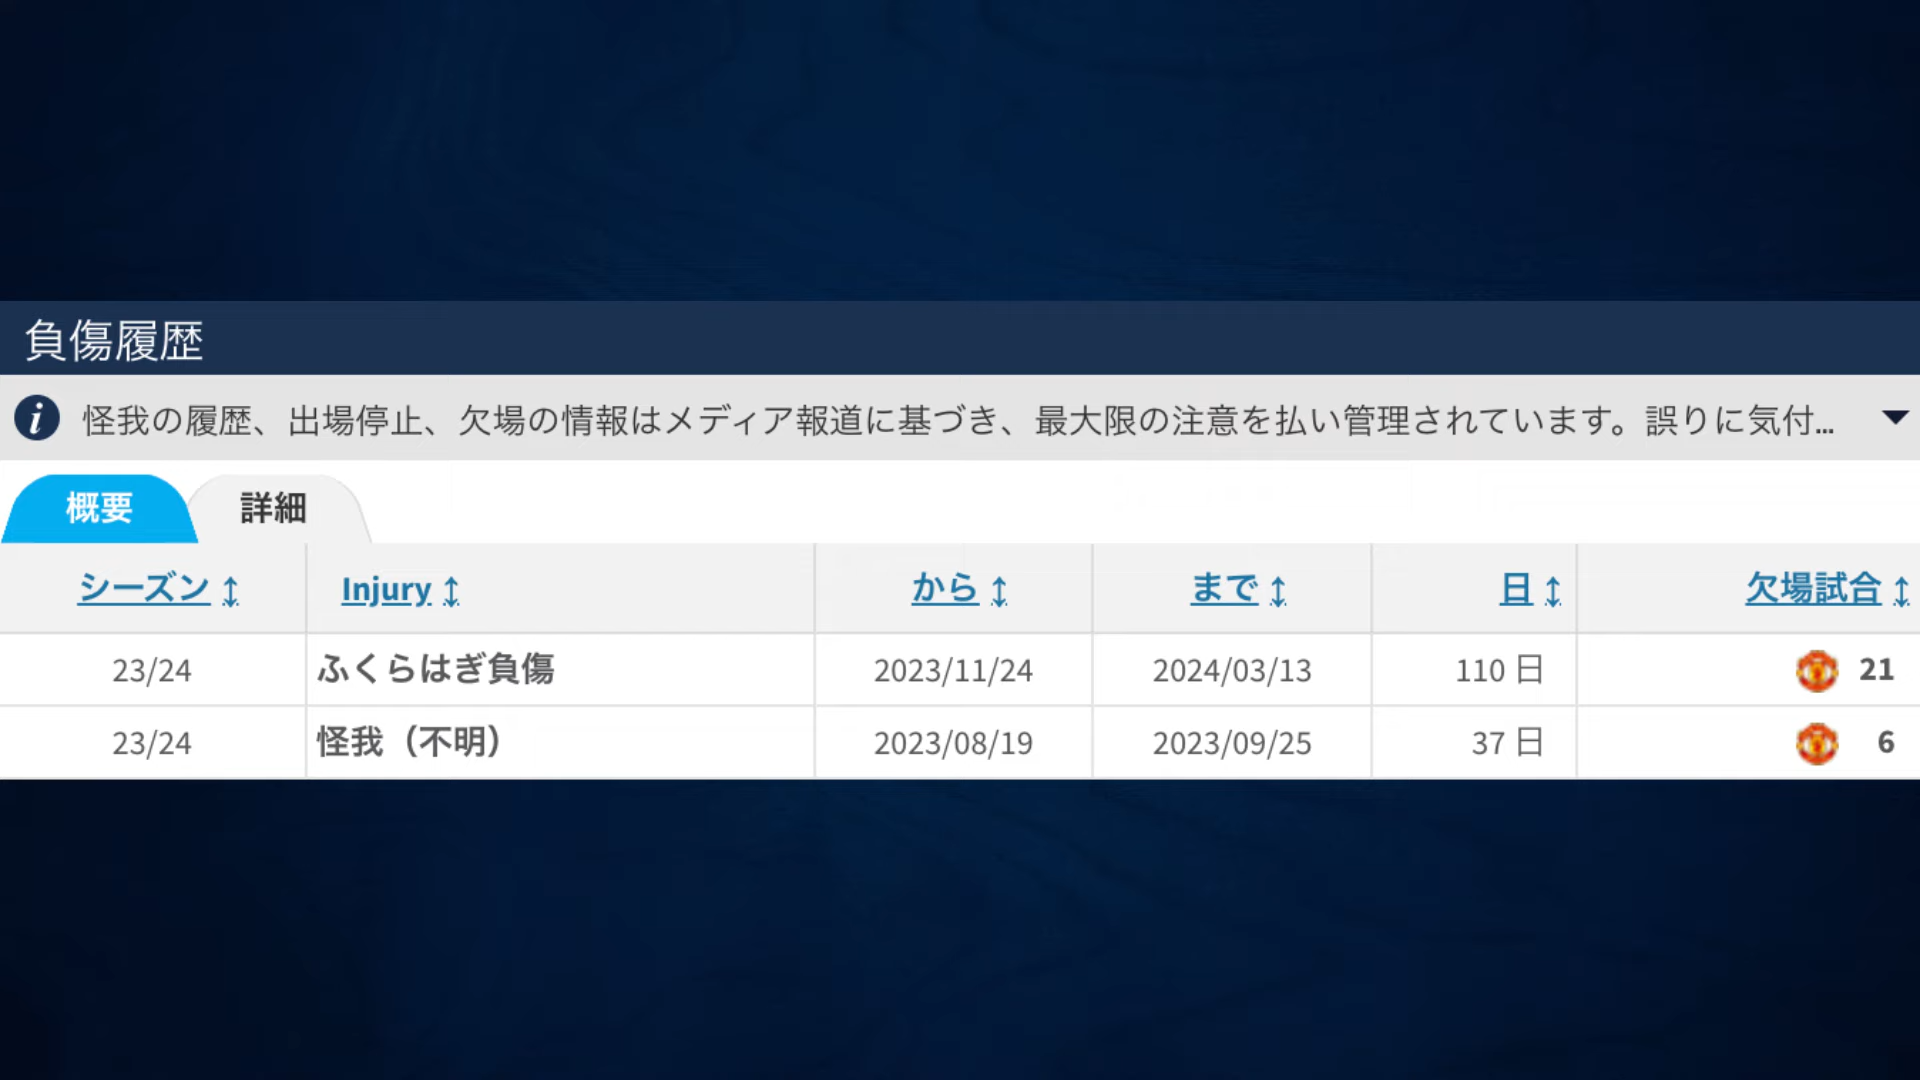 負傷履歴
i 怪我の履歴、出場停止、欠場の情報はメディア報道に基づき、最大限の注意を払い管理されています。誤りに気付...
概要 詳細
シーズン ↕ Injury ↕ から ↕ まで ↕ 日 ↕ 欠場試合 ↕
23/24 ふくらはぎ負傷 2023/11/24 2024/03/13 110 日 21
23/24 怪我（不明） 2023/08/19 2023/09/25 37 日 6